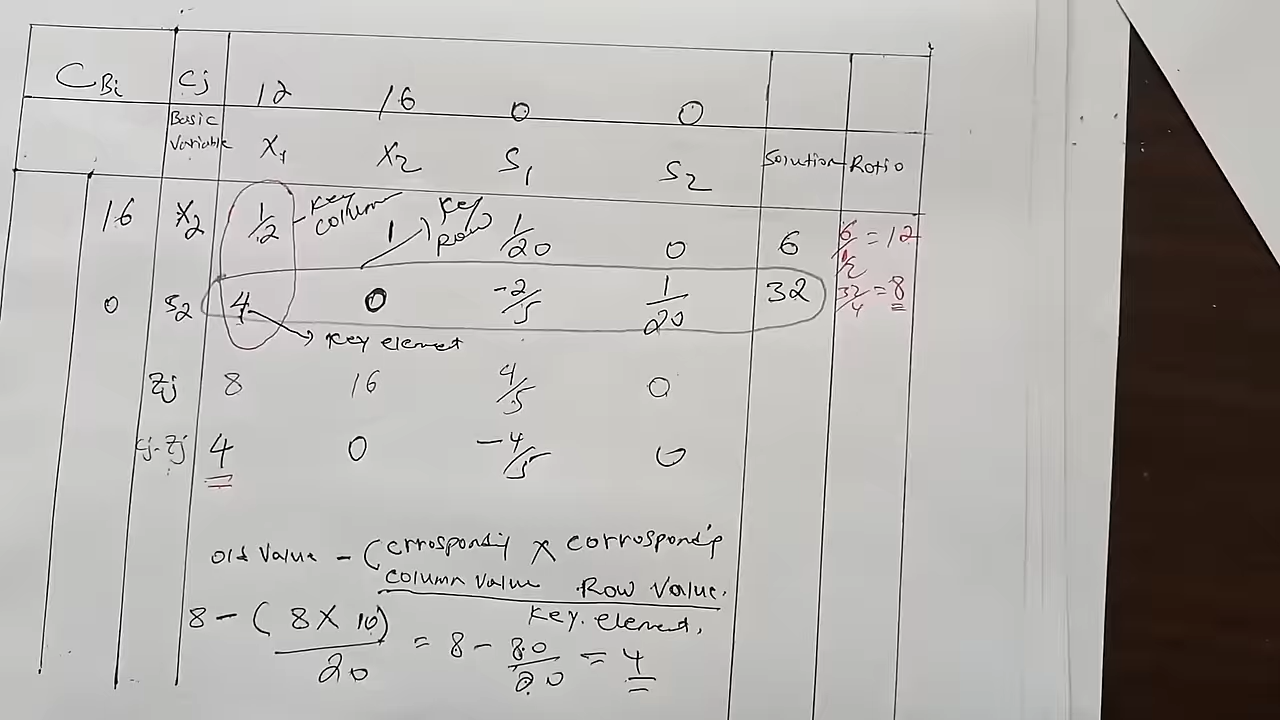 CBi Cj 12 16 0 0
Basic Variable X1 X2 S1 S2 Solution Ratio
16 X2 1/2 1 1/20 0 6 6/1/2 = 12
Key column
Key Row
0 S2 4 0 -2/5 1/20 32 32/4 = 8
Key elemet
Zj 8 16 4/5 0
Cj-Zj 4 0 -4/5 0
Old Value - (
corrospondig
X corrospondig
Column Value Row Value.
Key. element,
8 - (8 X 10) / 20 = 8 - 80/20 = 4